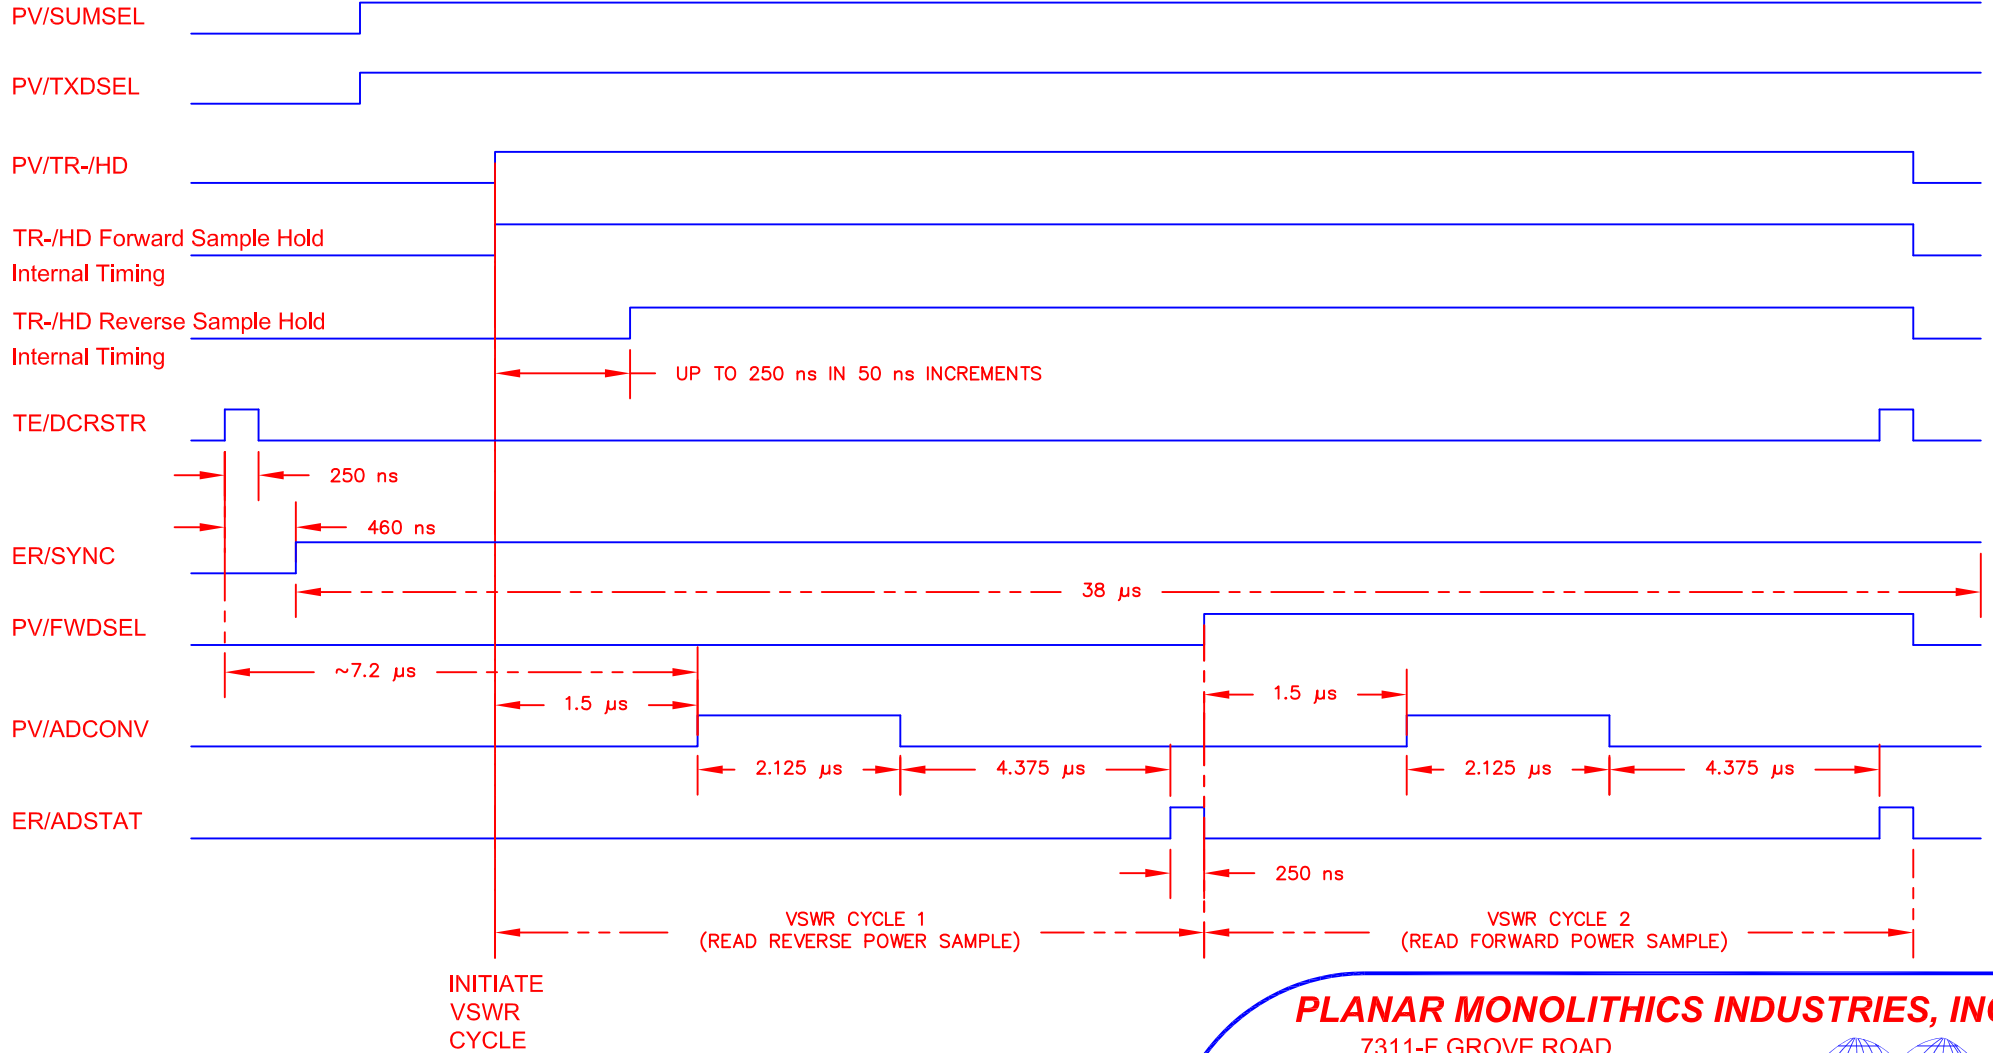 PV/SUMSEL
PV/TXDSEL
PV/TR-/HD
TR-/HD Forward Sample Hold
Internal Timing
TR-/HD Reverse Sample Hold
Internal Timing
UP TO 250 ns IN 50 ns INCREMENTS
TE/DCRSTR
250 ns
460 ns
ER/SYNC
38 µs
PV/FWDSEL
~7.2 µs
1.5 µs
1.5 µs
PV/ADCONV
2.125 µs
4.375 µs
2.125 µs
4.375 µs
ER/ADSTAT
250 ns
VSWR CYCLE 1
(READ REVERSE POWER SAMPLE)
VSWR CYCLE 2
(READ FORWARD POWER SAMPLE)
INITIATE
VSWR
CYCLE
PLANAR MONOLITHICS INDUSTRIES, INC
7311-F GROVE ROAD